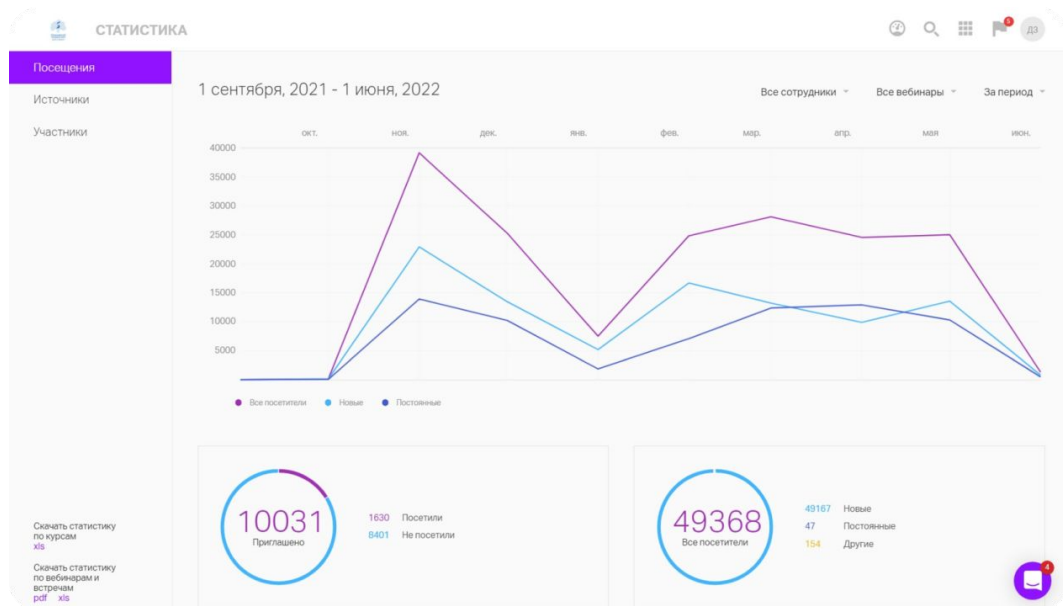 СТАТИСТИКА
5
ДЗ
Посещения
Источники
Участники
1 сентября, 2021 - 1 июня, 2022
Все сотрудники
Все вебинары
За период
окт. ноя. дек. янв. фев. мар. апр. мая июн.
40000
35000
30000
25000
20000
15000
10000
5000
Все посетители Новые Постоянные
10031
Приглашено
1630 Посетили
8401 Не посетили
49368
Все посетители
49167 Новые
47 Постоянные
154 Другие
Скачать статистику
по курсам
xls
Скачать статистику
по вебинарам и
встречам
pdf xls
4